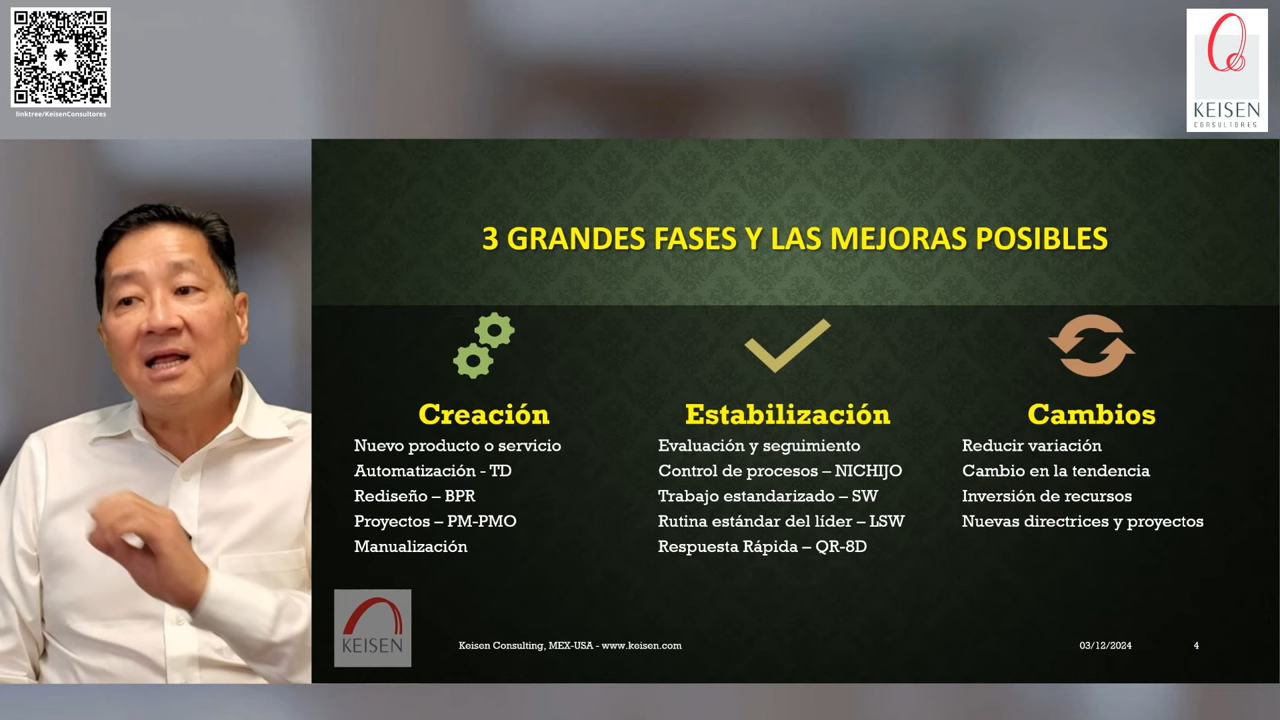 linktree/KeisenConsultores
KEISEN
CONSULTORES
3 GRANDES FASES Y LAS MEJORAS POSIBLES
Creación
Nuevo producto o servicio
Automatización - TD
Rediseño – BPR
Proyectos – PM-PMO
Manualización
Estabilización
Evaluación y seguimiento
Control de procesos – NICHIJO
Trabajo estandarizado – SW
Rutina estándar del líder – LSW
Respuesta Rápida – QR-8D
Cambios
Reducir variación
Cambio en la tendencia
Inversión de recursos
Nuevas directrices y proyectos
KEISEN
Keisen Consulting, MEX-USA - www.keisen.com
03/12/2024
4